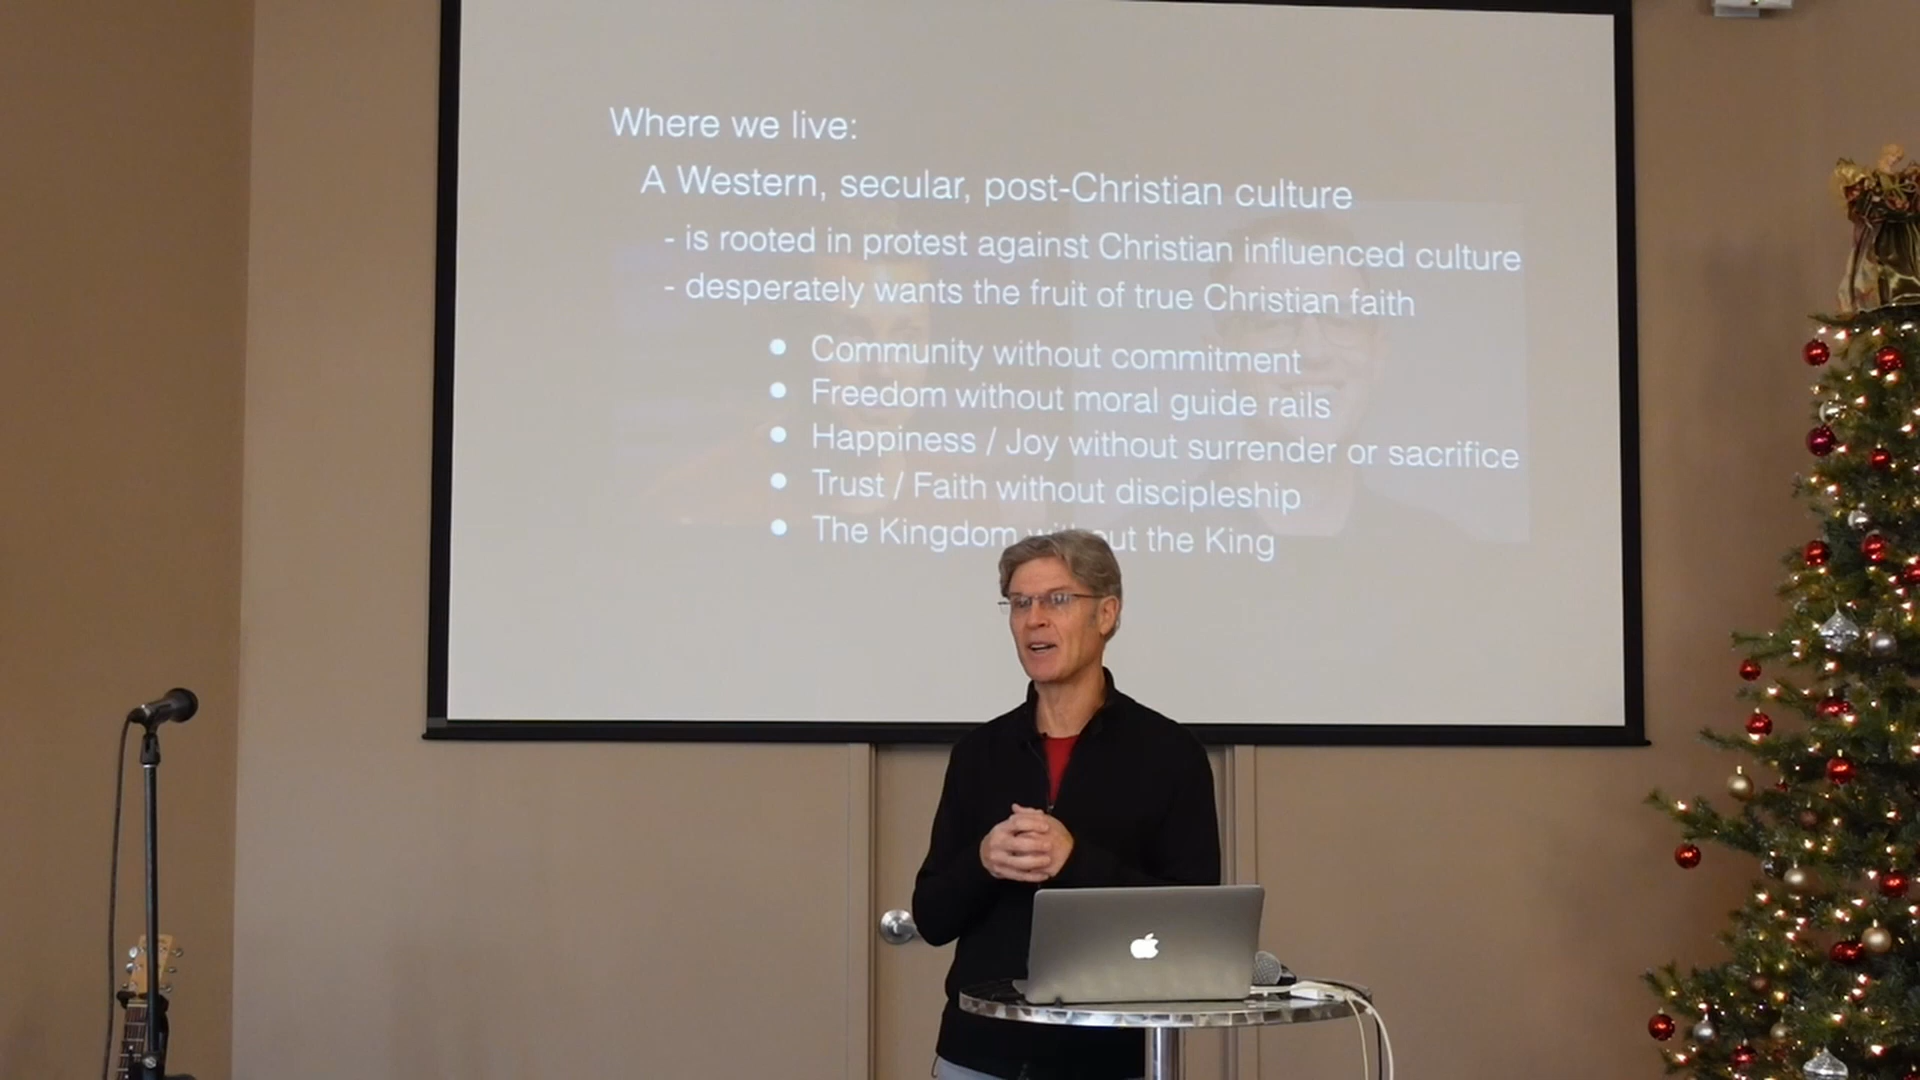 Where we live:
A Western, secular, post-Christian culture
- is rooted in protest against Christian influenced culture
- desperately wants the fruit of true Christian faith
• Community without commitment
• Freedom without moral guide rails
• Happiness / Joy without surrender or sacrifice
• Trust / Faith without discipleship
• The Kingdom without the King